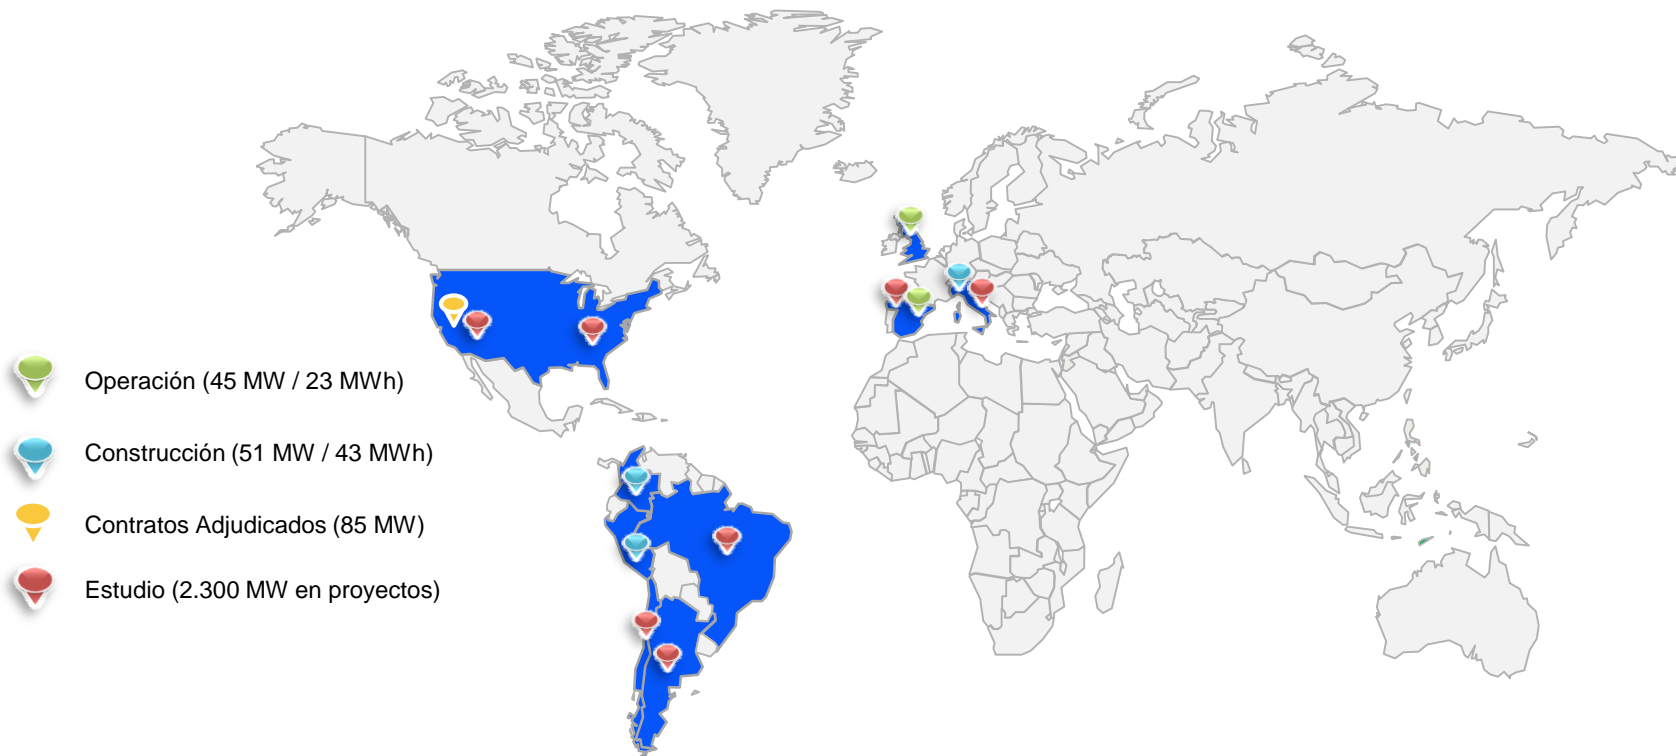 Operación (45 MW / 23 MWh)
Construcción (51 MW / 43 MWh)
Contratos Adjudicados (85 MW)
Estudio (2.300 MW en proyectos)